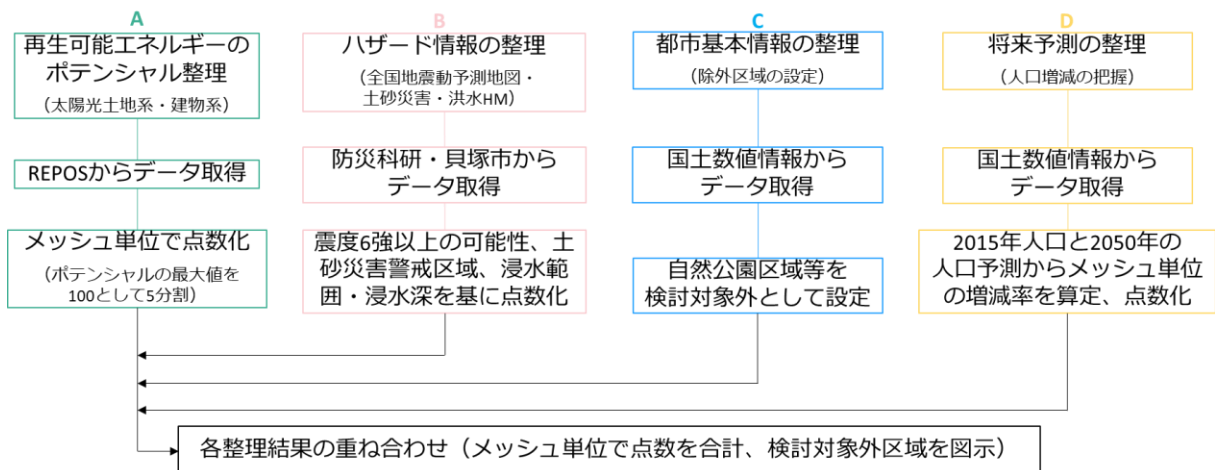 A
再生可能エネルギーの
ポテンシャル整理
（太陽光土地系・建物系）
REPOSからデータ取得
メッシュ単位で点数化
（ポテンシャルの最大値を
100として5分割）
B
ハザード情報の整理
（全国地震動予測地図・
土砂災害・洪水HM）
防災科研・貝塚市から
データ取得
震度6強以上の可能性、土
砂災害警戒区域、浸水範
囲・浸水深を基に点数化
C
都市基本情報の整理
（除外区域の設定）
国土数値情報から
データ取得
自然公園区域等を
検討対象外として設定
D
将来予測の整理
（人口増減の把握）
国土数値情報から
データ取得
2015年人口と2050年の
人口予測からメッシュ単位
の増減率を算定、点数化
各整理結果の重ね合わせ（メッシュ単位で点数を合計、検討対象外区域を図示）